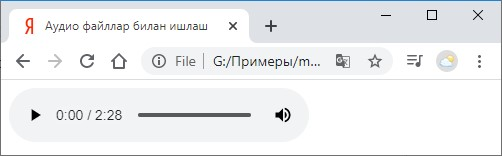 Я Аудио файллар билан ишлаш
File G:/Примеры/m...
0:00 / 2:28